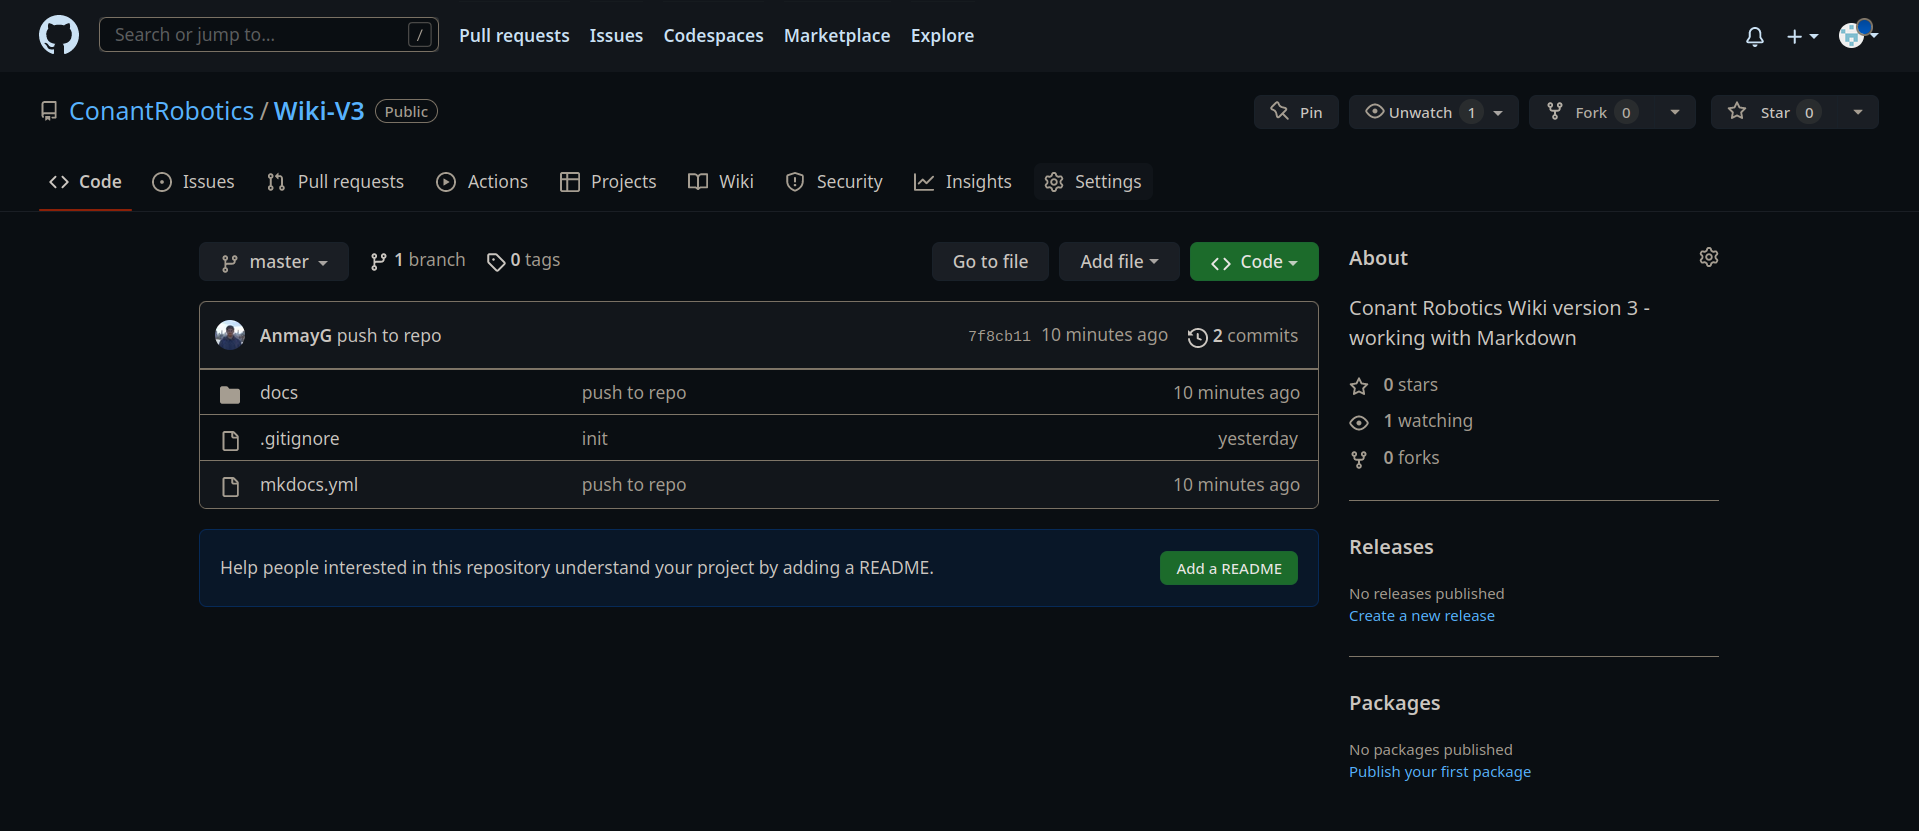 Search or jump to... / Pull requests Issues Codespaces Marketplace Explore
ConantRobotics / Wiki-V3 Public Pin Unwatch 1 Fork 0 Star 0
Code Issues Pull requests Actions Projects Wiki Security Insights Settings
master 1 branch 0 tags Go to file Add file Code
AnmayG push to repo 7f8cb11 10 minutes ago 2 commits
docs push to repo 10 minutes ago
.gitignore init yesterday
mkdocs.yml push to repo 10 minutes ago
Help people interested in this repository understand your project by adding a README. Add a README
About
Conant Robotics Wiki version 3 -
working with Markdown
0 stars
1 watching
0 forks
Releases
No releases published
Create a new release
Packages
No packages published
Publish your first package